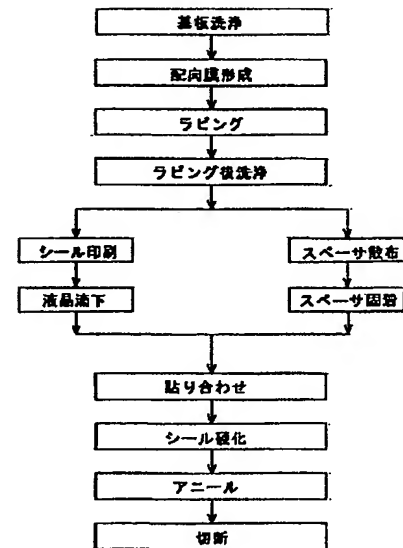 基板洗浄
配向膜形成
ラビング
ラビング後洗浄
シール印刷
スペーサ散布
液晶滴下
スペーサ固着
貼り合わせ
シール硬化
アニール
切断